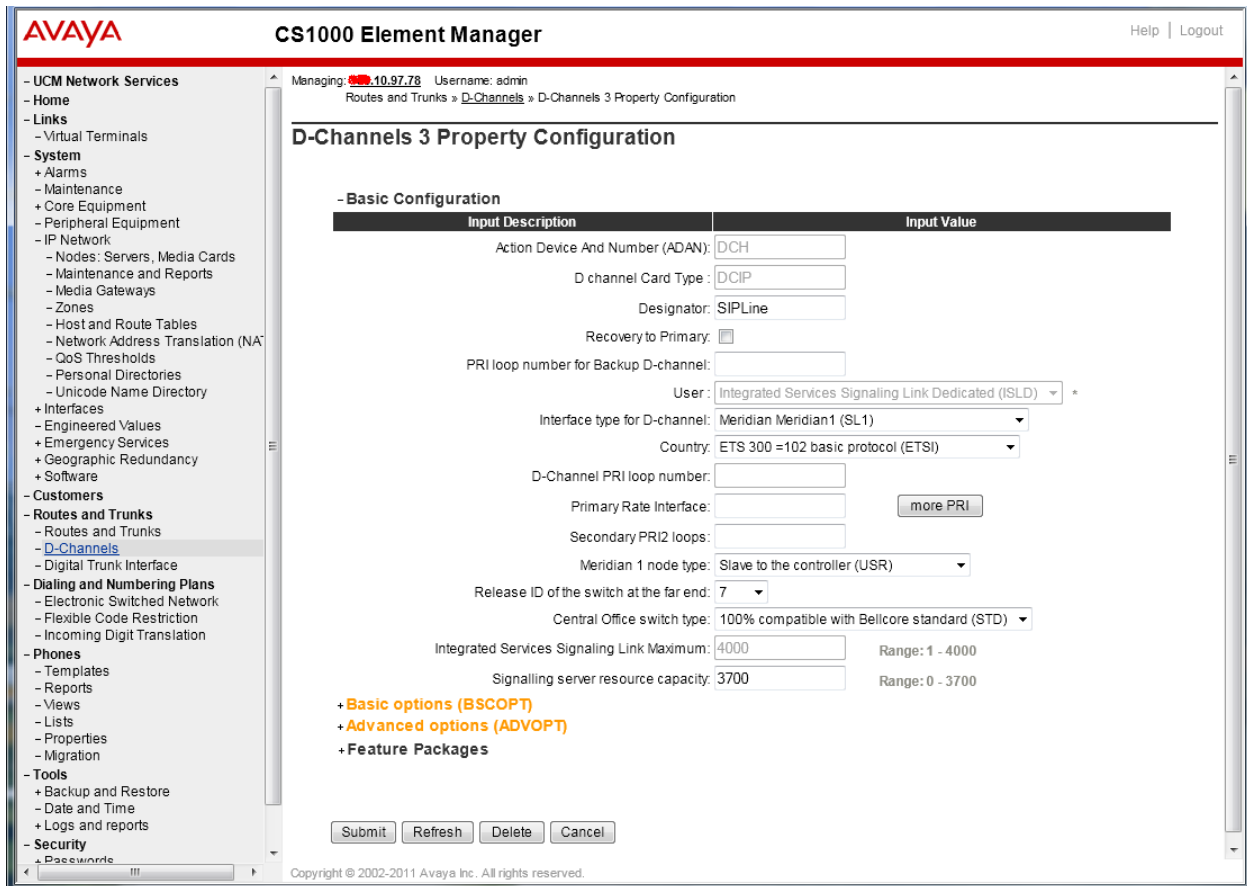 AVAYA
CS1000 Element Manager
Help | Logout
- UCM Network Services
- Home
- Links
- Virtual Terminals
- System
+ Alarms
- Maintenance
+ Core Equipment
- Peripheral Equipment
- IP Network
- Nodes: Servers, Media Cards
- Maintenance and Reports
- Media Gateways
- Zones
- Host and Route Tables
- Network Address Translation (NA
- QoS Thresholds
- Personal Directories
- Unicode Name Directory
+ Interfaces
- Engineered Values
+ Emergency Services
+ Geographic Redundancy
+ Software
- Customers
- Routes and Trunks
- Routes and Trunks
- D-Channels
- Digital Trunk Interface
- Dialing and Numbering Plans
- Electronic Switched Network
- Flexible Code Restriction
- Incoming Digit Translation
- Phones
- Templates
- Reports
- Views
- Lists
- Properties
- Migration
- Tools
+ Backup and Restore
- Date and Time
+ Logs and reports
- Security
+ Passwords
Managing: .10.97.78 Username: admin
Routes and Trunks » D-Channels » D-Channels 3 Property Configuration
D-Channels 3 Property Configuration
- Basic Configuration
Input Description Input Value
Action Device And Number (ADAN): DCH
D channel Card Type : DCIP
Designator: SIPLine
Recovery to Primary:
PRI loop number for Backup D-channel:
User : Integrated Services Signaling Link Dedicated (ISLD) *
Interface type for D-channel: Meridian Meridian1 (SL1)
Country: ETS 300 =102 basic protocol (ETSI)
D-Channel PRI loop number:
Primary Rate Interface: more PRI
Secondary PRI2 loops:
Meridian 1 node type: Slave to the controller (USR)
Release ID of the switch at the far end: 7
Central Office switch type: 100% compatible with Bellcore standard (STD)
Integrated Services Signaling Link Maximum: 4000 Range: 1 - 4000
Signalling server resource capacity: 3700 Range: 0 - 3700
+ Basic options (BSCOPT)
+ Advanced options (ADVOPT)
+ Feature Packages
Submit Refresh Delete Cancel
Copyright © 2002-2011 Avaya Inc. All rights reserved.